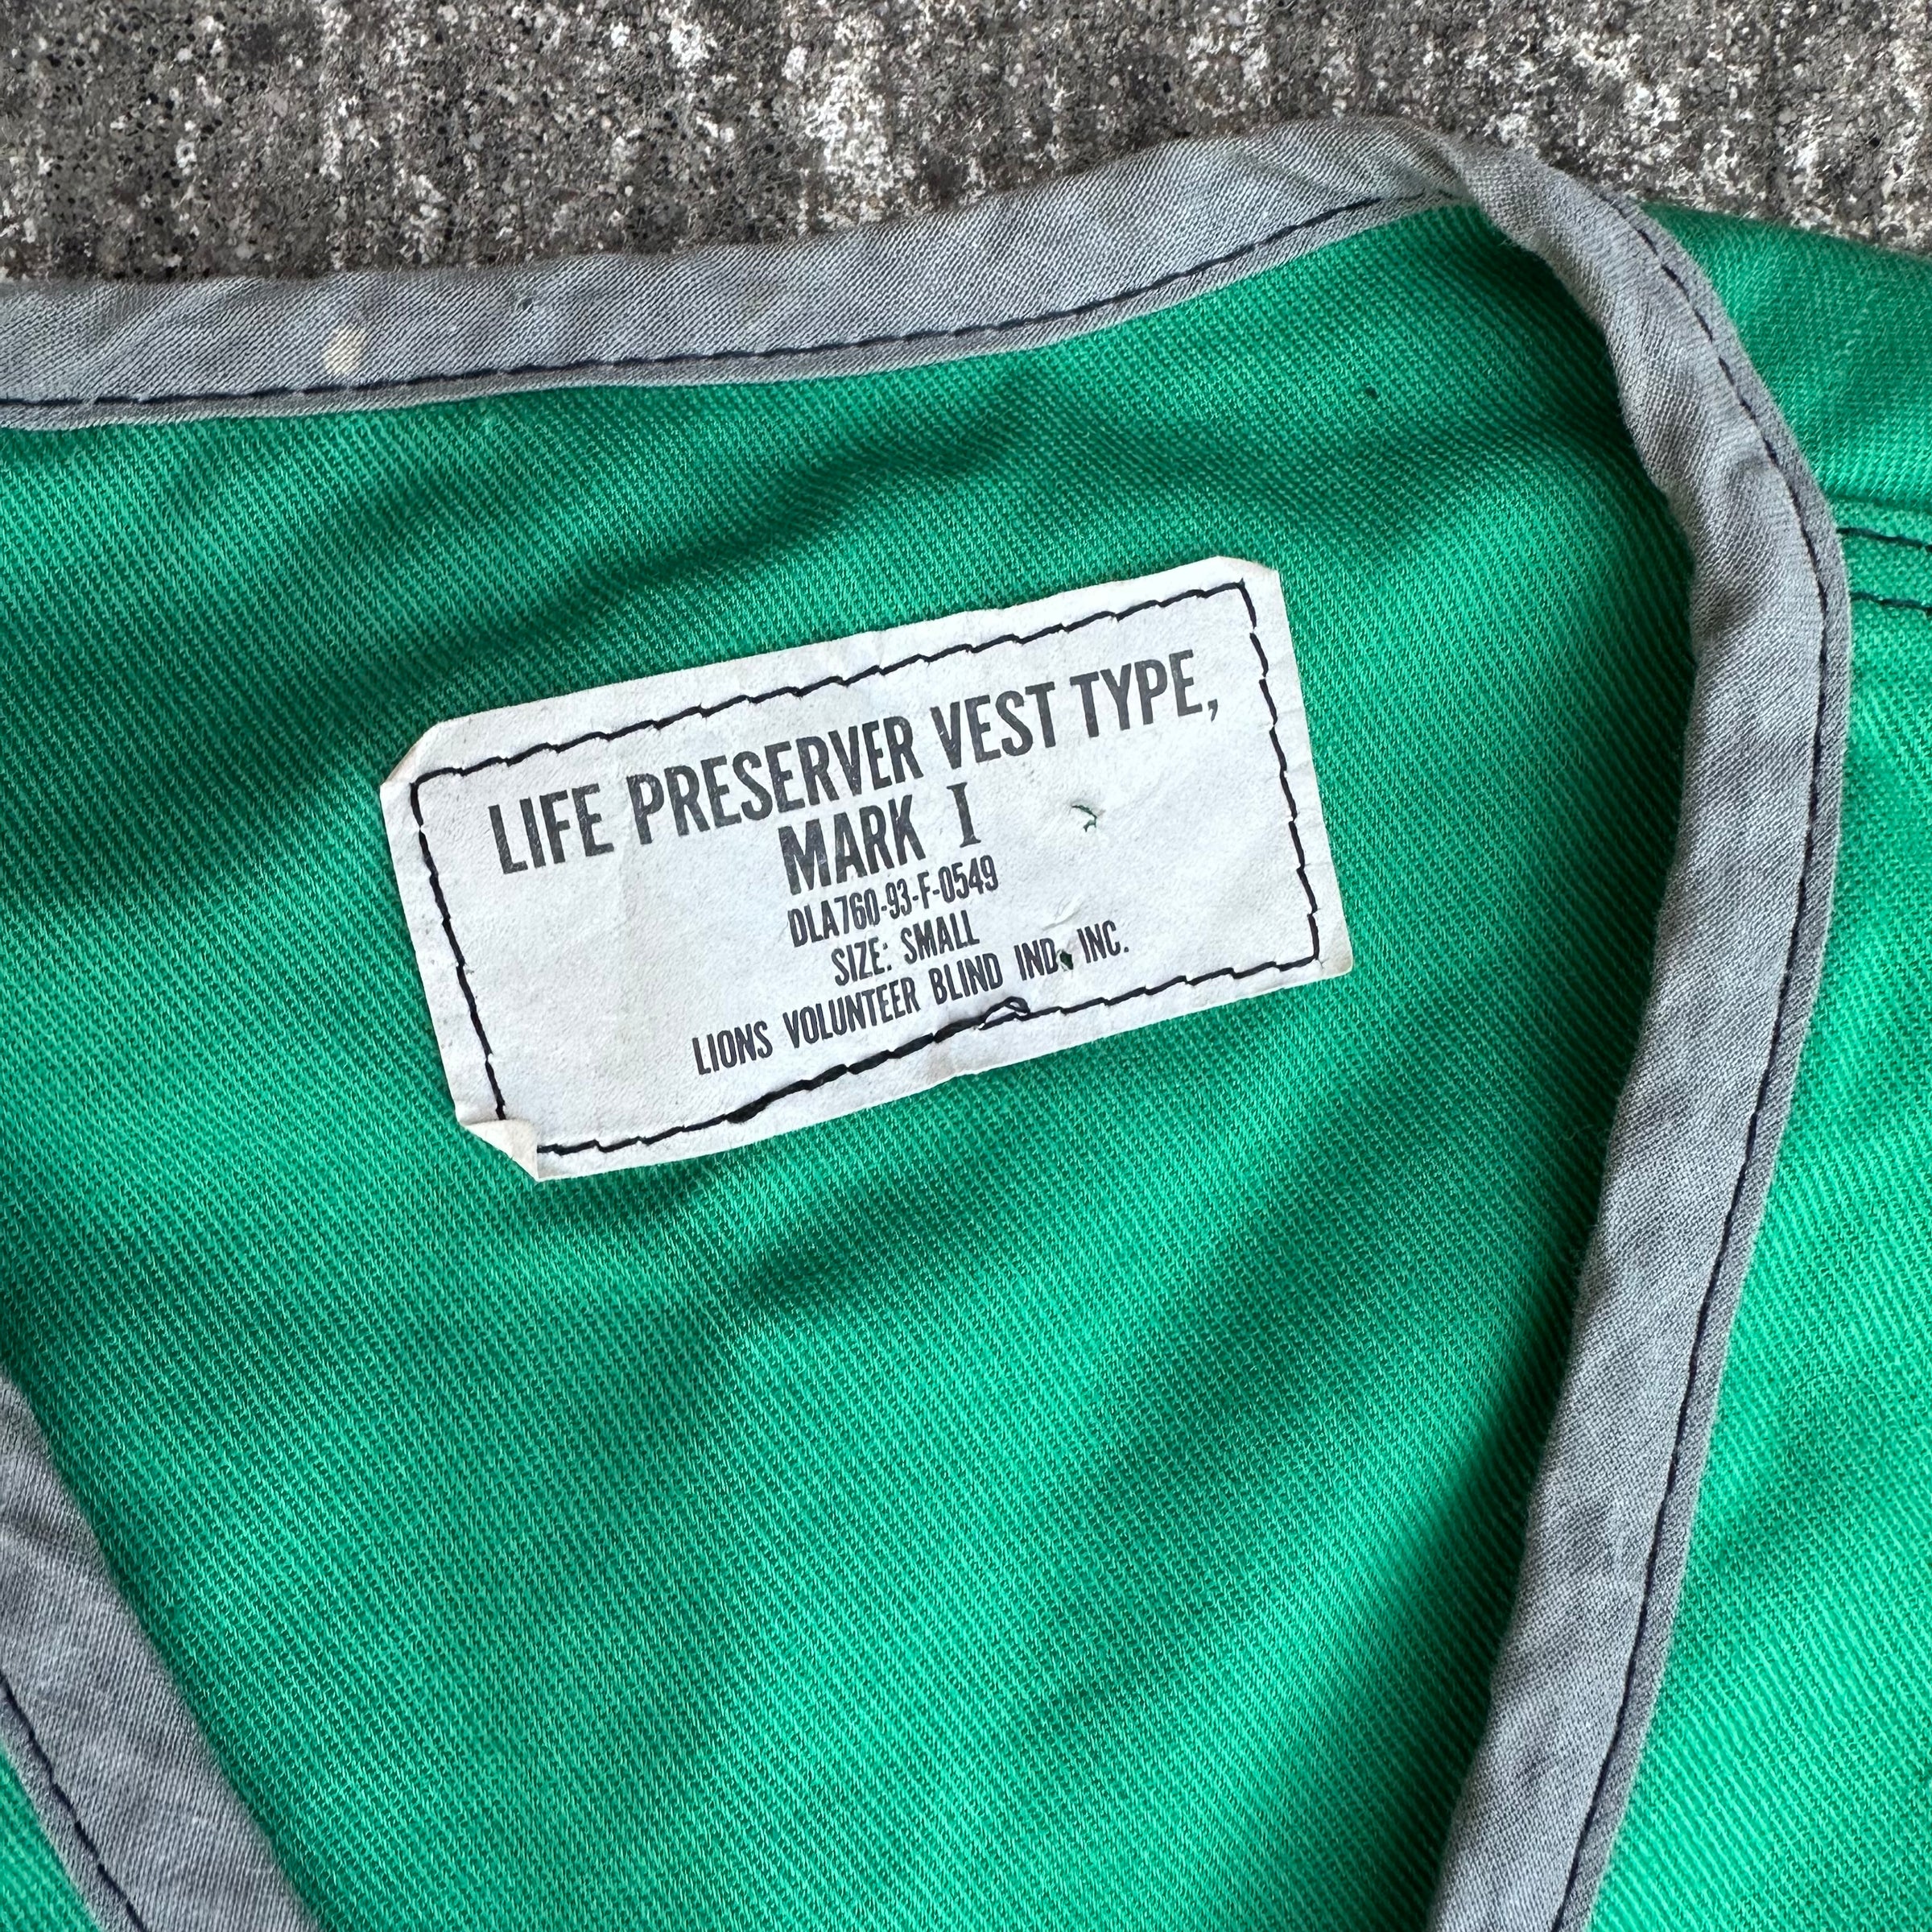 LIFE PRESERVER VEST TYPE,
MARK I
DLA760-93-F-0549
SIZE: SMALL
LIONS VOLUNTEER BLIND IND. INC.